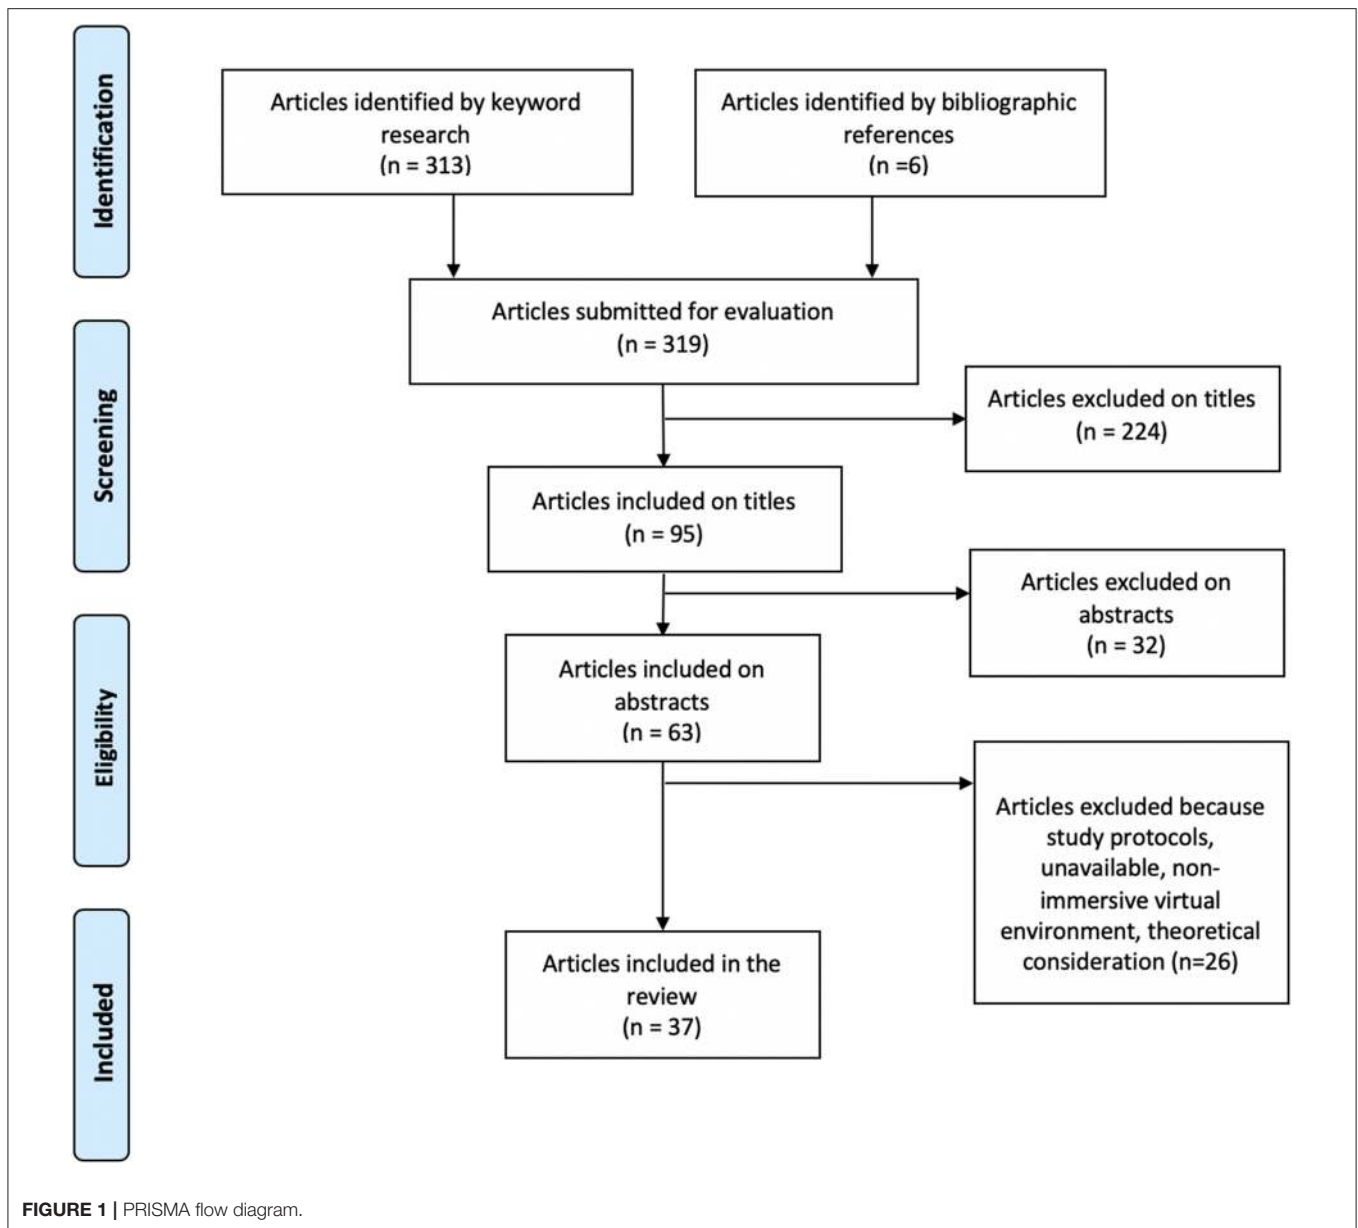 Identification
Articles identified by keyword
research
(n = 313)
Articles identified by bibliographic
references
(n =6)
Articles submitted for evaluation
(n = 319)
Screening
Articles excluded on titles
(n = 224)
Articles included on titles
(n = 95)
Articles excluded on
abstracts
(n = 32)
Eligibility
Articles included on
abstracts
(n = 63)
Articles excluded because
study protocols,
unavailable, non-
immersive virtual
environment, theoretical
consideration (n=26)
Included
Articles included in the
review
(n = 37)
FIGURE 1 | PRISMA flow diagram.